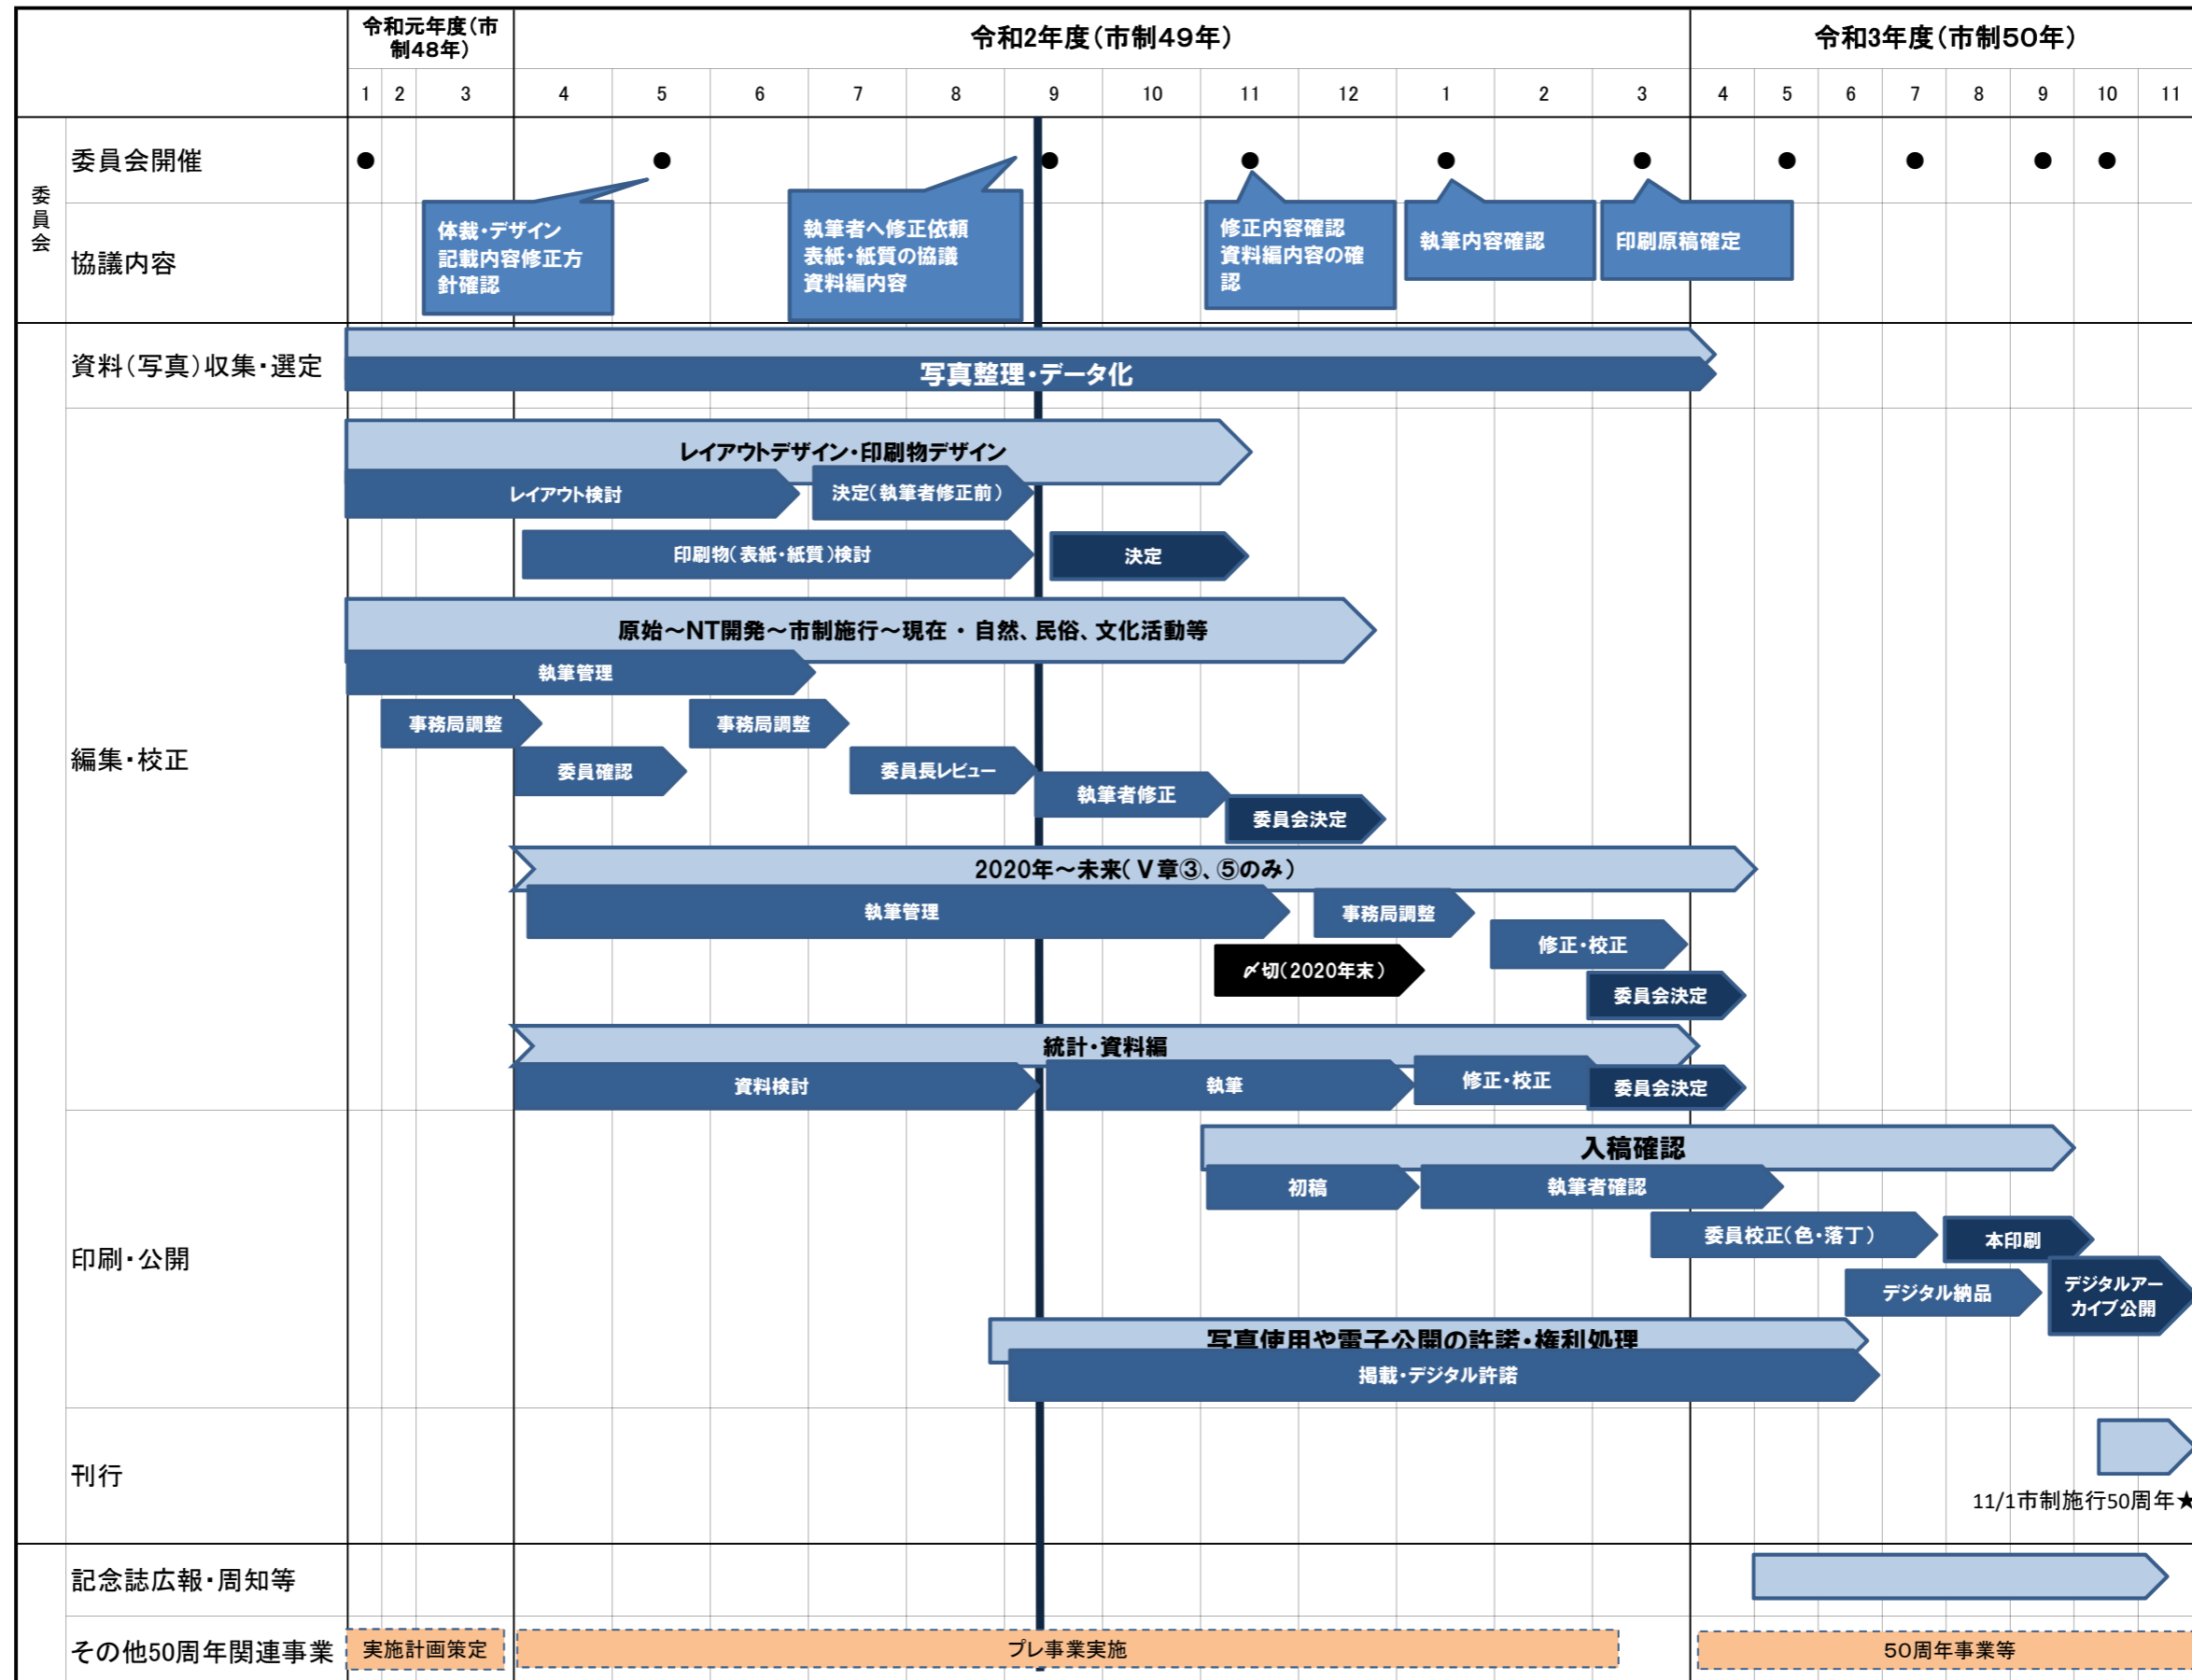 令和元年度(市
制48年)
令和2年度(市制49年)
令和3年度(市制50年)
1 2 3 4 5 6 7 8 9 10 11 12 1 2 3 4 5 6 7 8 9 10 11
委員会
委員会開催
● ● ● ● ● ● ● ● ● ●
協議内容
体裁・デザイン
記載内容修正方
針確認
執筆者へ修正依頼
表紙・紙質の協議
資料編内容
修正内容確認
資料編内容の確
認
執筆内容確認
印刷原稿確定
資料(写真)収集・選定
写真整理・データ化
編集・校正
レイアウトデザイン・印刷物デザイン
レイアウト検討
決定(執筆者修正前)
印刷物(表紙・紙質)検討
決定
原始～NT開発～市制施行～現在 ・ 自然、民俗、文化活動等
執筆管理
事務局調整
事務局調整
委員確認
委員長レビュー
執筆者修正
委員会決定
2020年～未来(Ⅴ章③、⑤のみ)
執筆管理
事務局調整
修正・校正
〆切(2020年末)
委員会決定
統計・資料編
資料検討
執筆
修正・校正
委員会決定
印刷・公開
入稿確認
初稿
執筆者確認
委員校正(色・落丁)
本印刷
デジタル納品
デジタルアー
カイブ公開
写真使用や電子公開の許諾・権利処理
掲載・デジタル許諾
刊行
11/1市制施行50周年★
記念誌広報・周知等
その他50周年関連事業
実施計画策定
プレ事業実施
50周年事業等